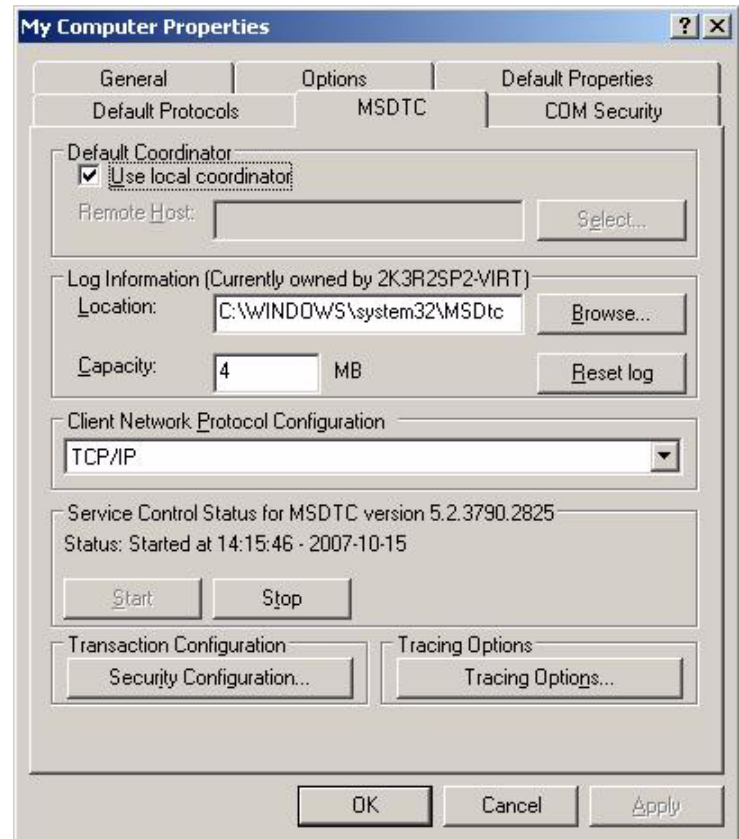 My Computer Properties
General Options Default Properties
Default Protocols MSDTC COM Security
Default Coordinator
Use local coordinator
Remote Host: Select...
Log Information (Currently owned by 2K3R2SP2-VIRT)
Location: C:\WINDOWS\system32\MSDtc Browse...
Capacity: 4 MB Reset log
Client Network Protocol Configuration
TCP/IP
Service Control Status for MSDTC version 5.2.3790.2825
Status: Started at 14:15:46 - 2007-10-15
Start Stop
Transaction Configuration Tracing Options
Security Configuration... Tracing Options...
OK Cancel Apply